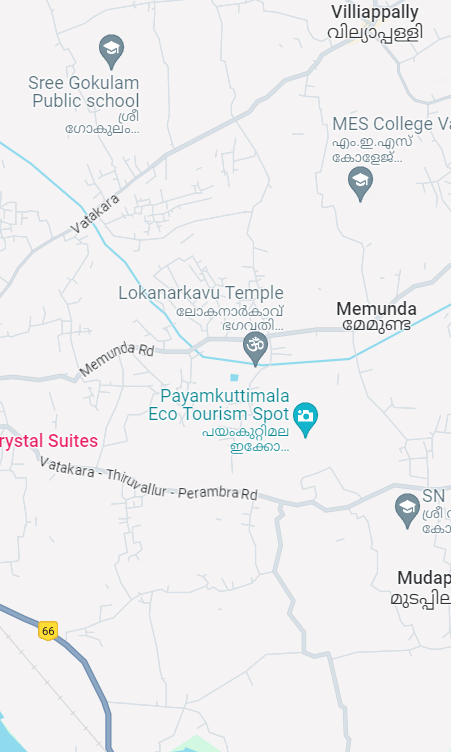 Villiappally
വില്യാപ്പള്ളി
Sree Gokulam
Public school
ശ്രീ
ഗോകുലം...
MES College Va
എം.ഇ.എസ്
കോളേജ്...
Vatakara
Lokanarkavu Temple
ലോകനാർകാവ്
ഭഗവതി...
Memunda
മേമുണ്ട
Memunda Rd
Payamkuttimala
Eco Tourism Spot
പയംകുറ്റിമല
ഇക്കോ...
rystal Suites
Vatakara - Thiruvallur - Perambra Rd
SN
ശ്രീ
കോ
Mudap
മുടപ്പില
66